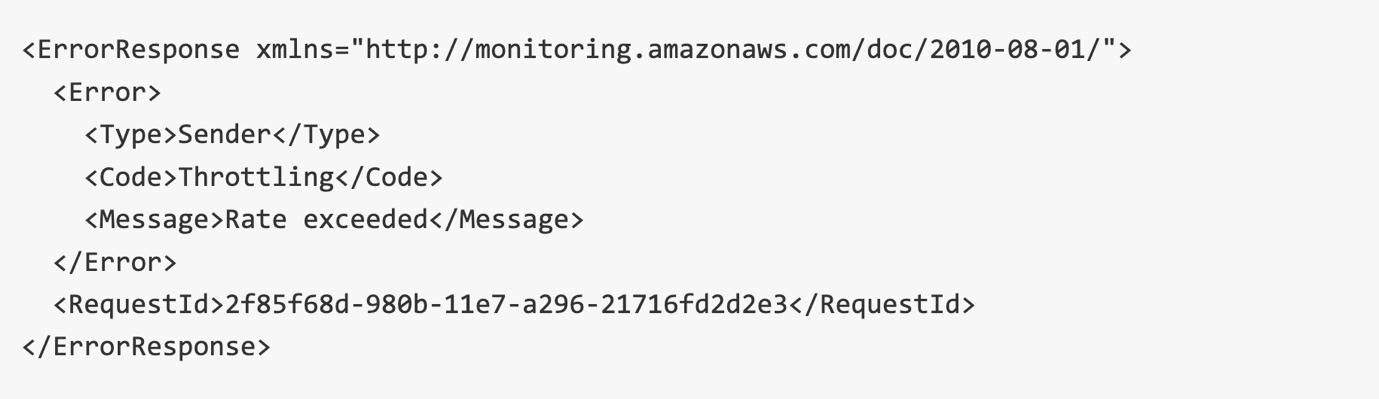 <ErrorResponse xmlns="http://monitoring.amazonaws.com/doc/2010-08-01/">
  <Error>
    <Type>Sender</Type>
    <Code>Throttling</Code>
    <Message>Rate exceeded</Message>
  </Error>
  <RequestId>2f85f68d-980b-11e7-a296-21716fd2d2e3</RequestId>
</ErrorResponse>